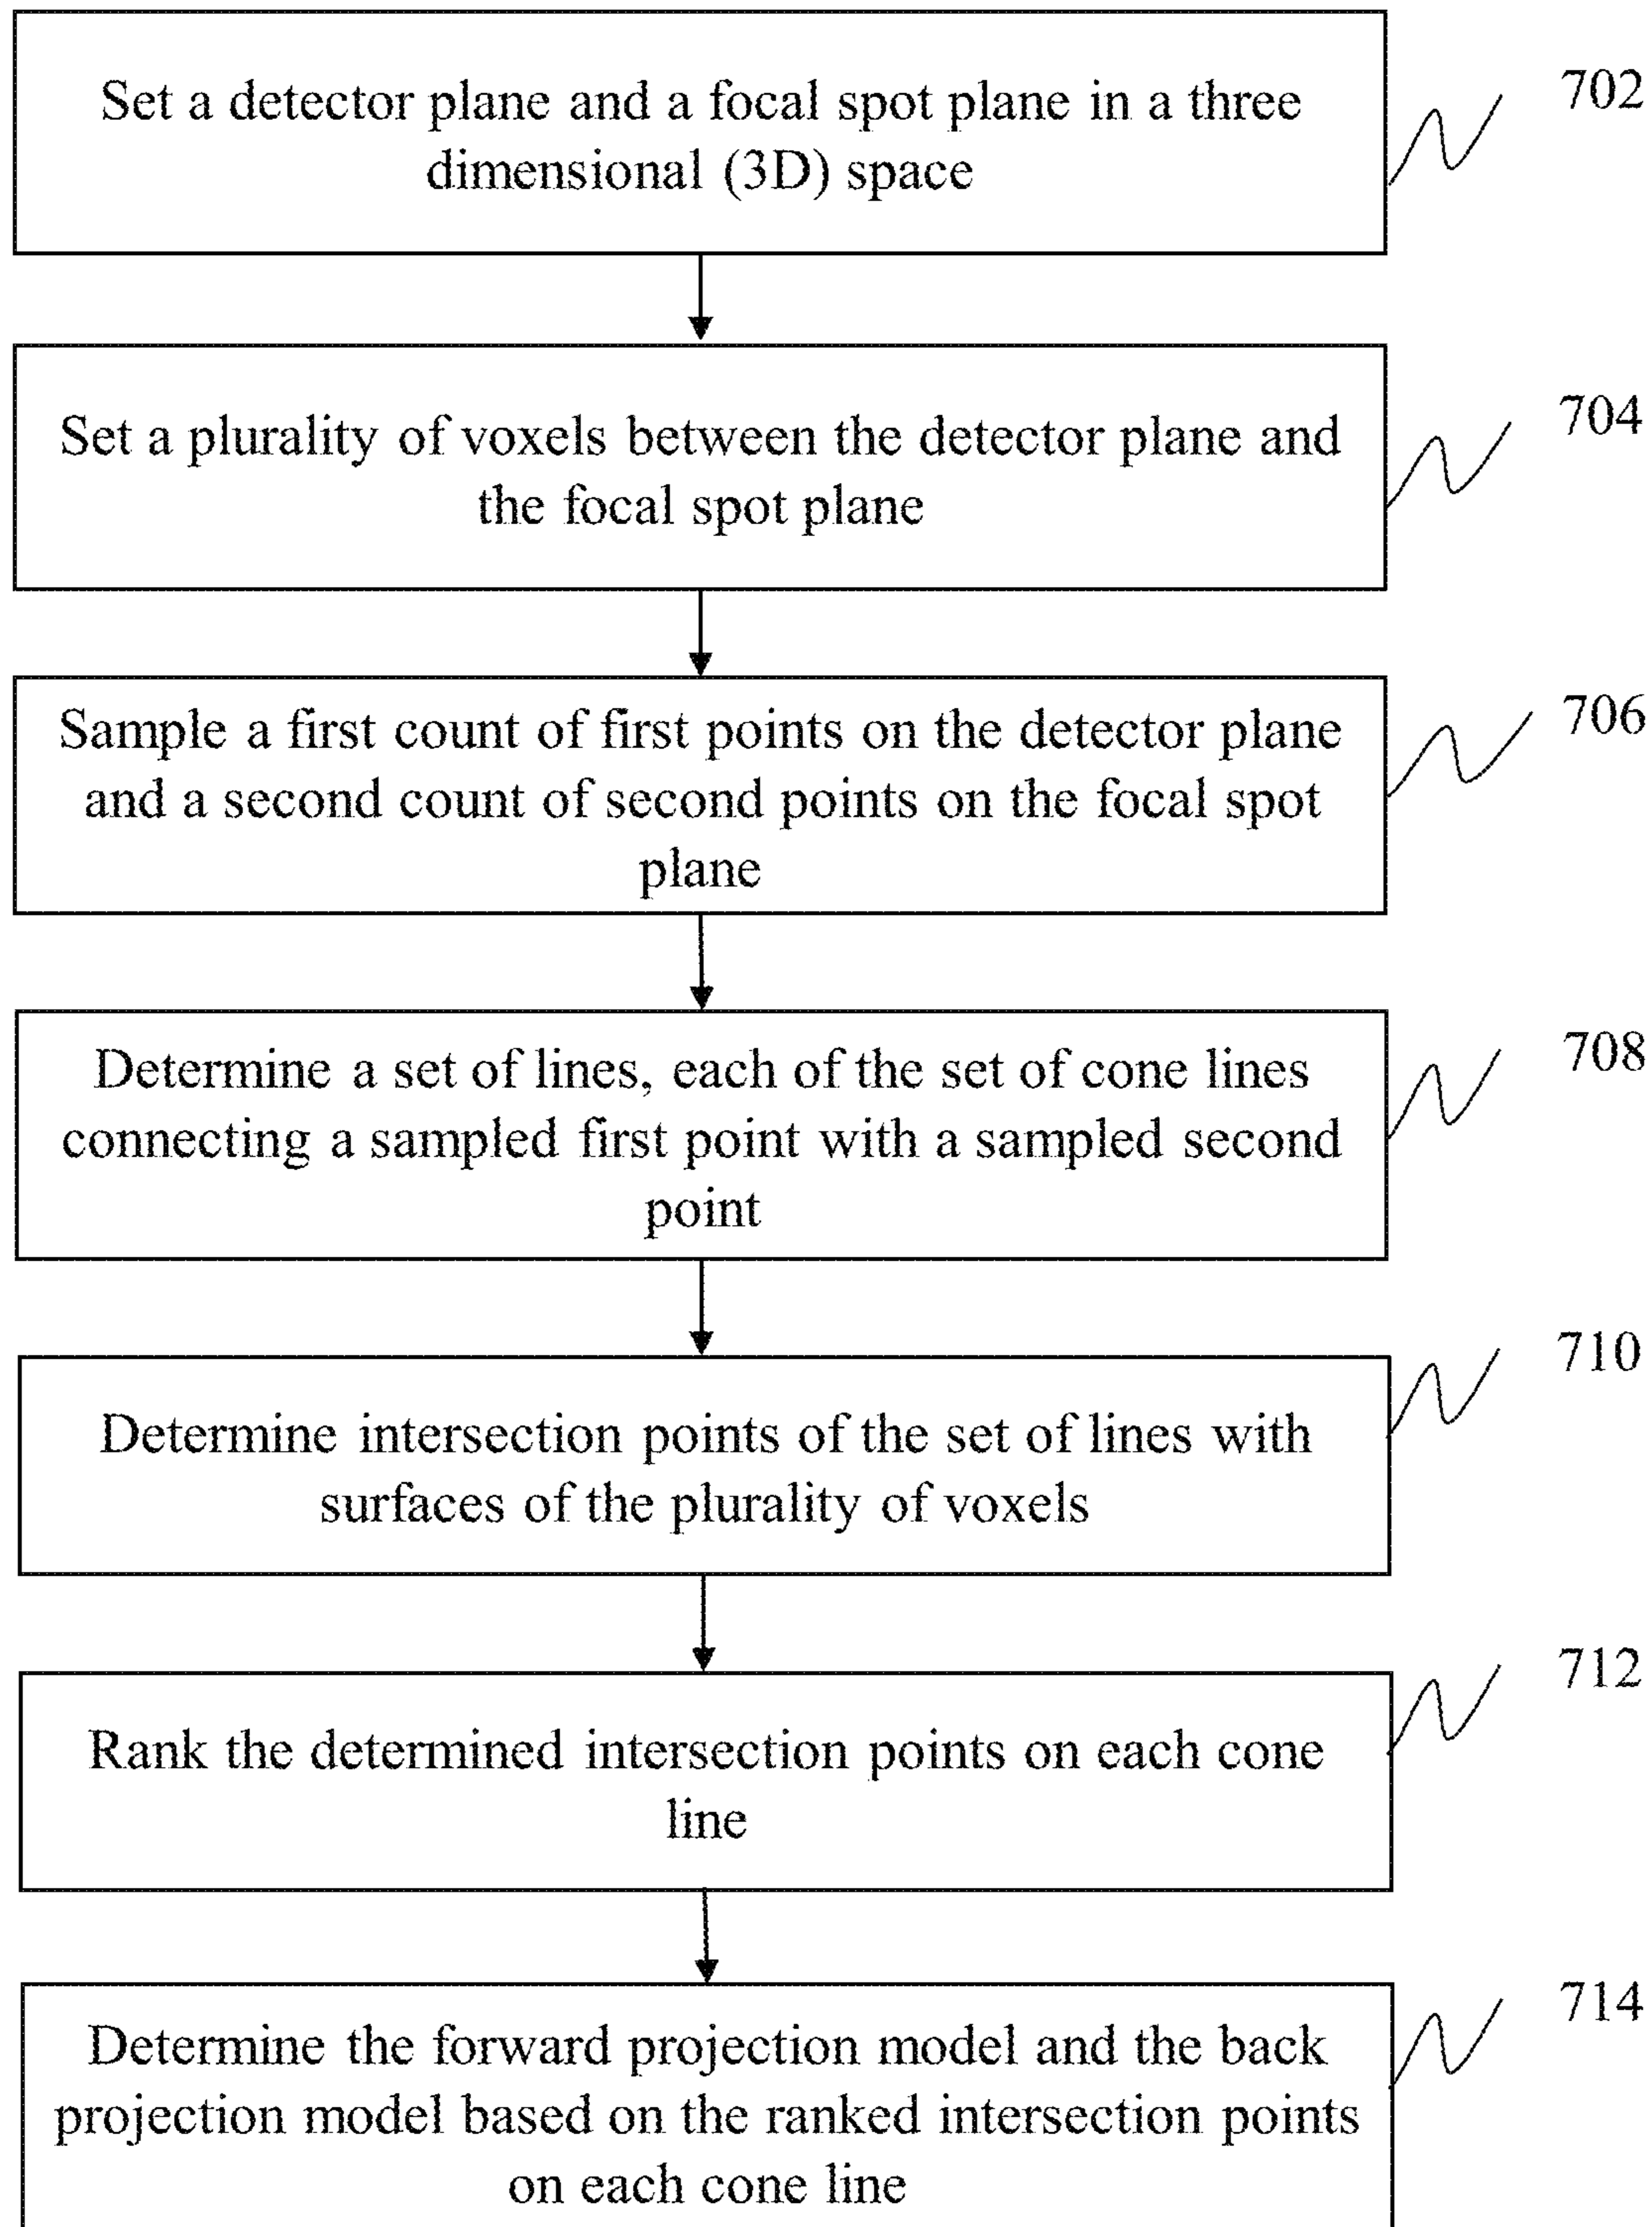 Set a detector plane and a focal spot plane in a three
dimensional (3D) space
702
Set a plurality of voxels between the detector plane and
the focal spot plane
704
Sample a first count of first points on the detector plane
and a second count of second points on the focal spot
plane
706
Determine a set of lines, each of the set of cone lines
connecting a sampled first point with a sampled second
point
708
Determine intersection points of the set of lines with
surfaces of the plurality of voxels
710
Rank the determined intersection points on each cone
line
712
Determine the forward projection model and the back
projection model based on the ranked intersection points
on each cone line
714